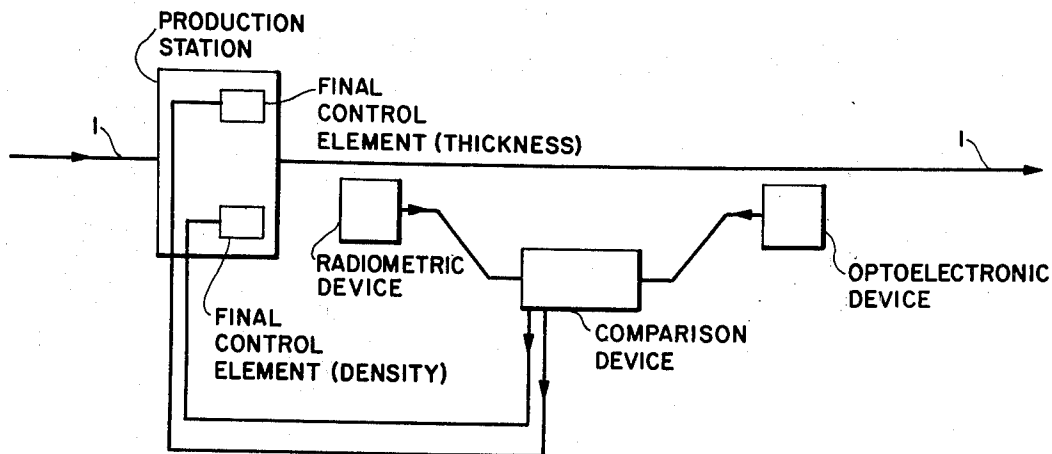 PRODUCTION
STATION
FINAL
CONTROL
ELEMENT (THICKNESS)
1
1
RADIOMETRIC
DEVICE
OPTOELECTRONIC
DEVICE
FINAL
CONTROL
ELEMENT (DENSITY)
COMPARISON
DEVICE